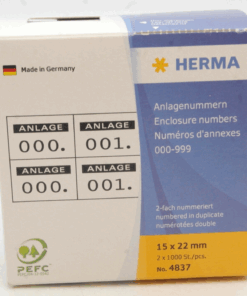 Made in Germany
HERMA
Anlagenummern
Enclosure numbers
Numéros d'annexes
000-999
ANLAGE ANLAGE
000. 001.
ANLAGE ANLAGE
000. 001.
2-fach nummeriert
numbered in duplicate
numérotées double
15 x 22 mm
2 x 1000 St./pcs.
No. 4837
PEFC